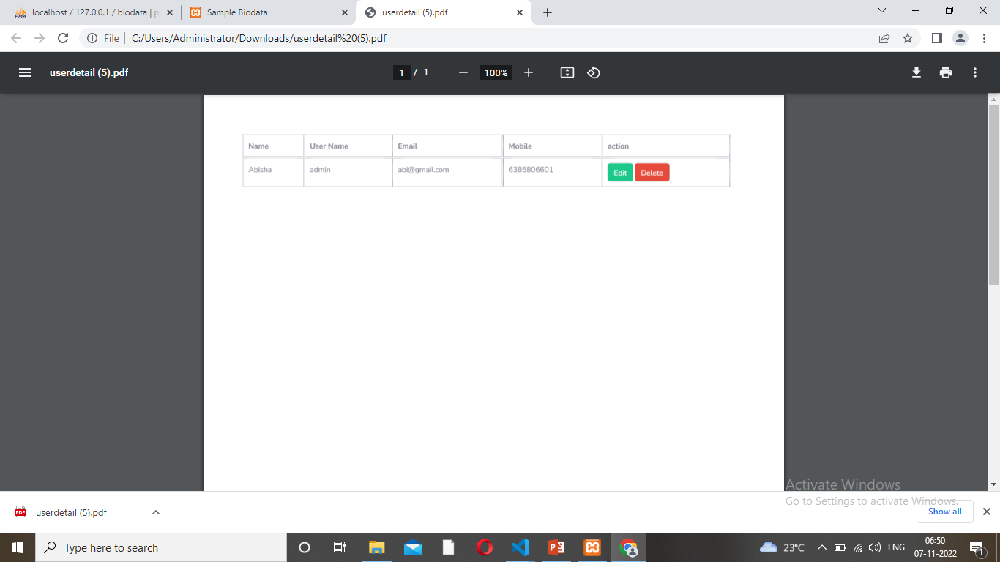 localhost / 127.0.0.1 / biodata | p
Sample Biodata
userdetail (5).pdf
File
C:/Users/Administrator/Downloads/userdetail%20(5).pdf
userdetail (5).pdf
1 / 1
100%
Name User Name Email Mobile action
Abisha admin abi@gmail.com 6385806601 Edit Delete
Activate Windows
Go to Settings to activate Windows.
userdetail (5).pdf
Show all
Type here to search
23°C
ENG
06:50
07-11-2022
1